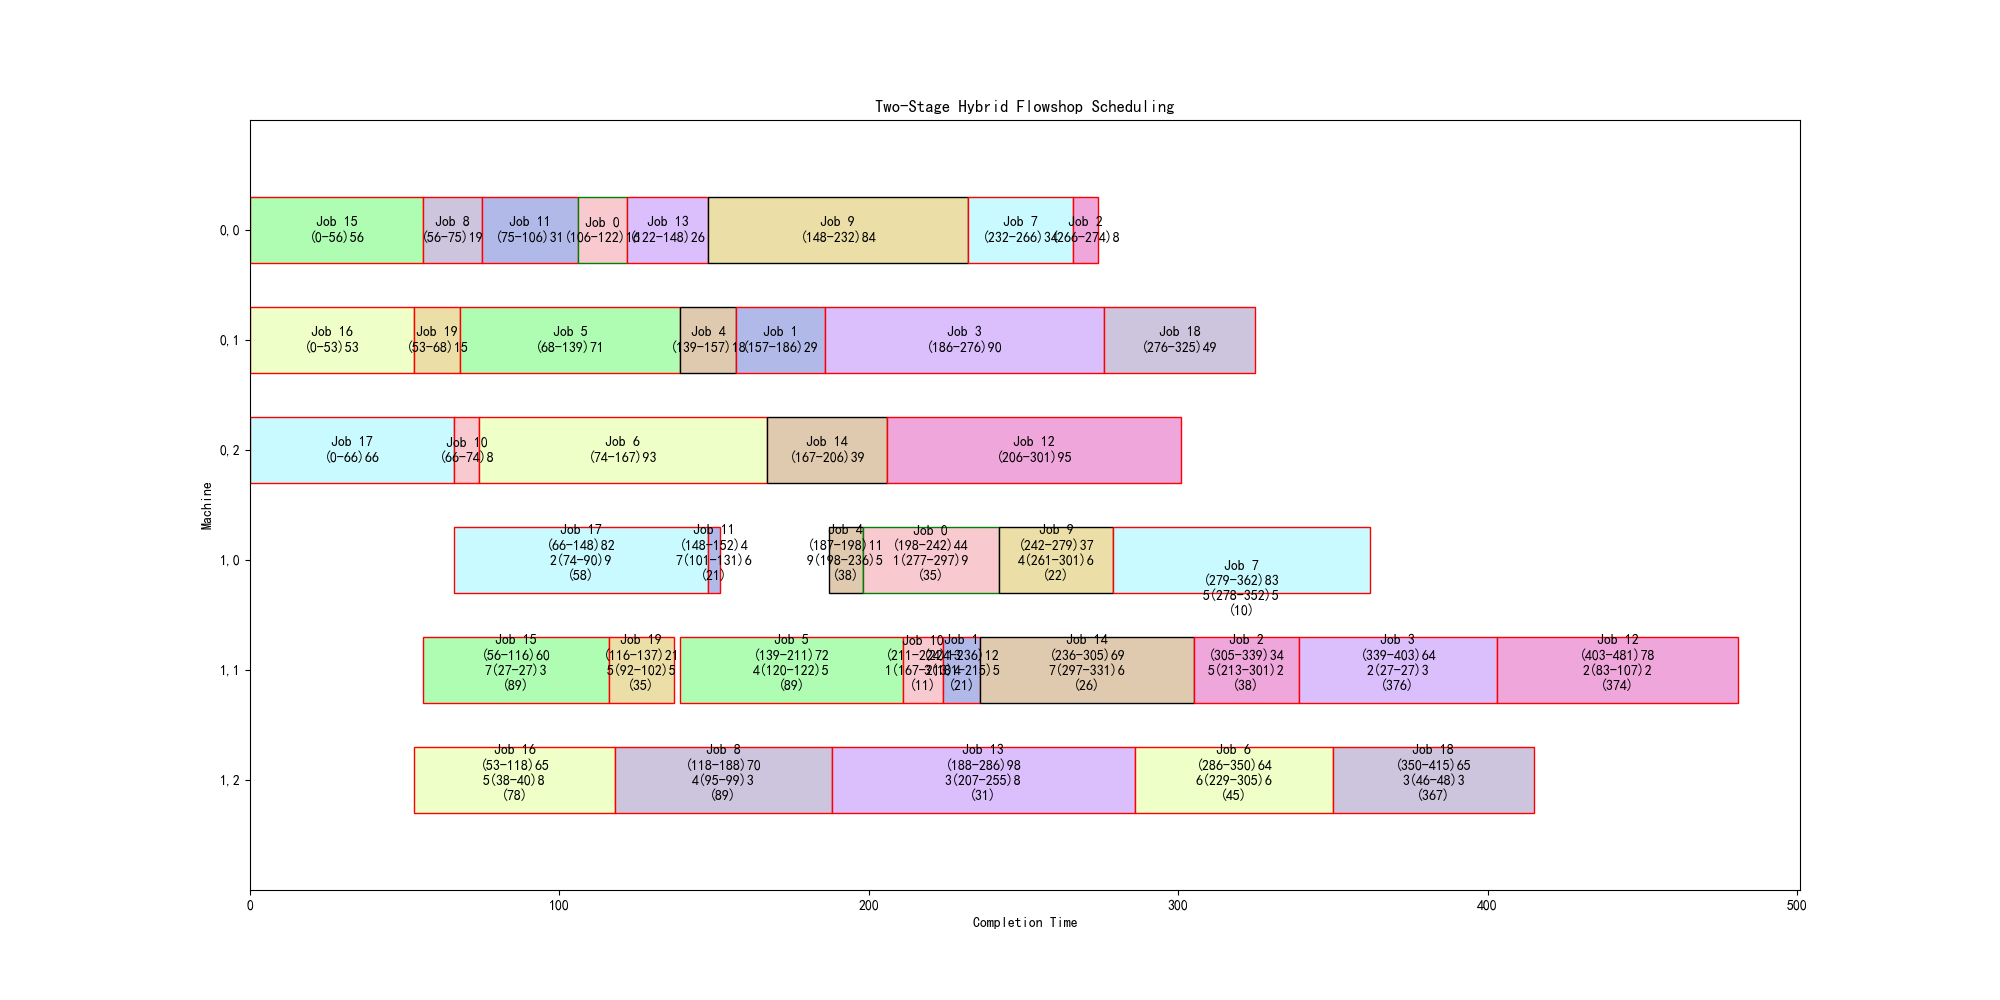 Two-Stage Hybrid Flowshop Scheduling
Machine
0,0
Job 15
(0-56)56
Job 8
(56-75)19
Job 11
(75-106)31
Job 0
(106-122)16
Job 13
(122-148)26
Job 9
(148-232)84
Job 7
(232-266)34
Job 2
(266-274)8
0,1
Job 16
(0-53)53
Job 19
(53-68)15
Job 5
(68-139)71
Job 4
(139-157)18
Job 1
(157-186)29
Job 3
(186-276)90
Job 18
(276-325)49
0,2
Job 17
(0-66)66
Job 10
(66-74)8
Job 6
(74-167)93
Job 14
(167-206)39
Job 12
(206-301)95
1,0
Job 17
(66-148)82
2(74-90)9
(58)
Job 11
(148-152)4
7(101-131)6
(21)
Job 4
(187-198)11
9(198-236)5
(38)
Job 0
(198-242)44
1(277-297)9
(35)
Job 9
(242-279)37
4(261-301)6
(22)
Job 7
(279-362)83
5(278-352)5
(10)
1,1
Job 15
(56-116)60
7(27-27)3
(89)
Job 19
(116-137)21
5(92-102)5
(35)
Job 5
(139-211)72
4(120-122)5
(89)
Job 10
(211-224)13
(11)
Job 1
(224-236)12
(21)
Job 14
(236-305)69
7(297-331)6
(26)
Job 2
(305-339)34
5(213-301)2
(38)
Job 3
(339-403)64
2(27-27)3
(376)
Job 12
(403-481)78
2(83-107)2
(374)
1,2
Job 16
(53-118)65
5(38-40)8
(78)
Job 8
(118-188)70
4(95-99)3
(89)
Job 13
(188-286)98
3(207-255)8
(31)
Job 6
(286-350)64
6(229-305)6
(45)
Job 18
(350-415)65
3(46-48)3
(367)
0
100
200
300
400
500
Completion Time